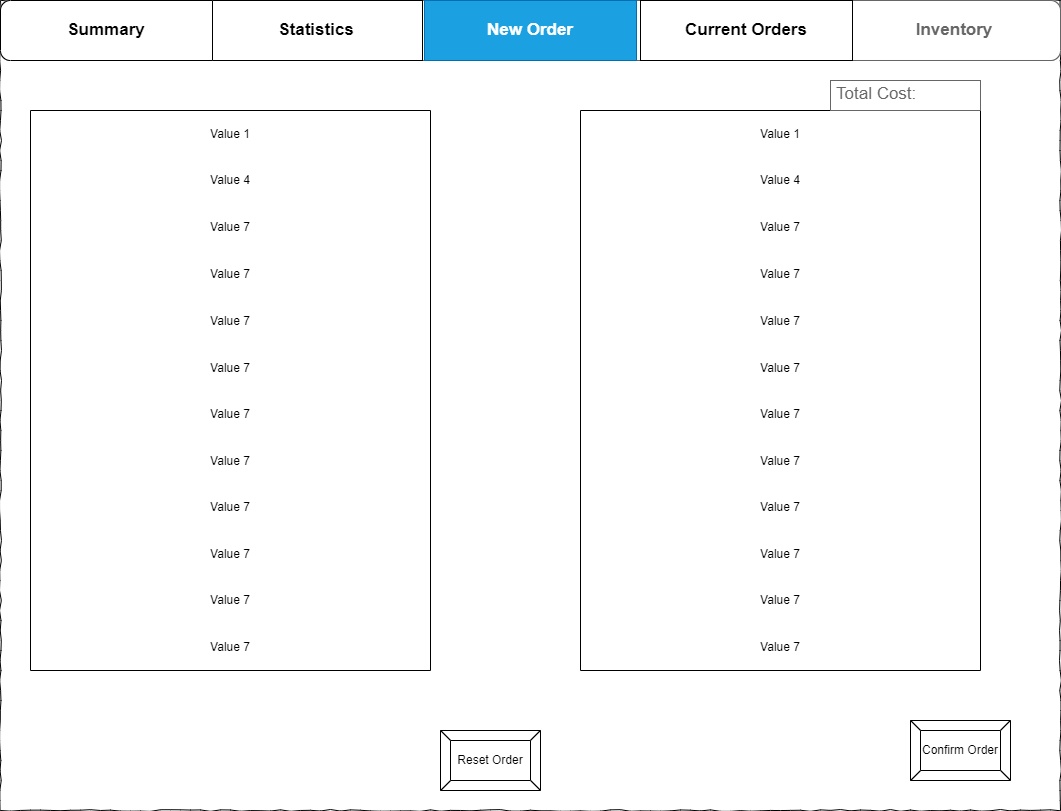 Summary
Statistics
New Order
Current Orders
Inventory
Total Cost:
Value 1
Value 4
Value 7
Value 7
Value 7
Value 7
Value 7
Value 7
Value 7
Value 7
Value 7
Value 7
Value 1
Value 4
Value 7
Value 7
Value 7
Value 7
Value 7
Value 7
Value 7
Value 7
Value 7
Value 7
Reset Order
Confirm Order